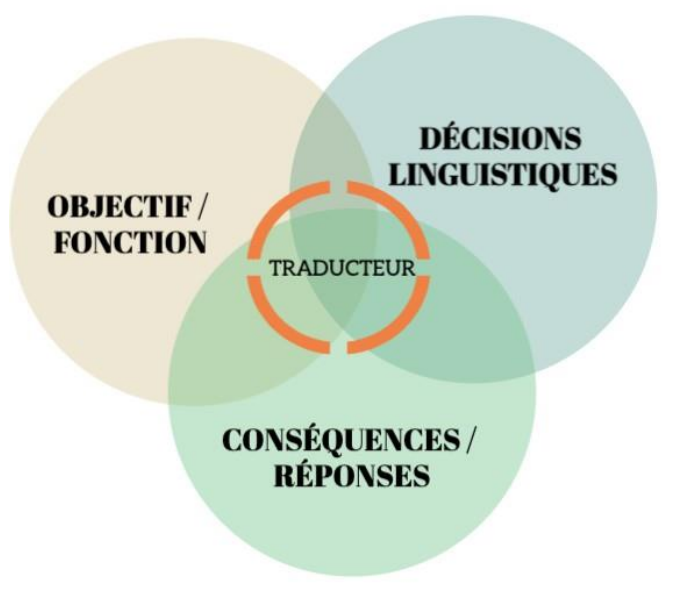 DÉCISIONS
LINGUISTIQUES
OBJECTIF /
FONCTION
TRADUCTEUR
CONSÉQUENCES /
RÉPONSES